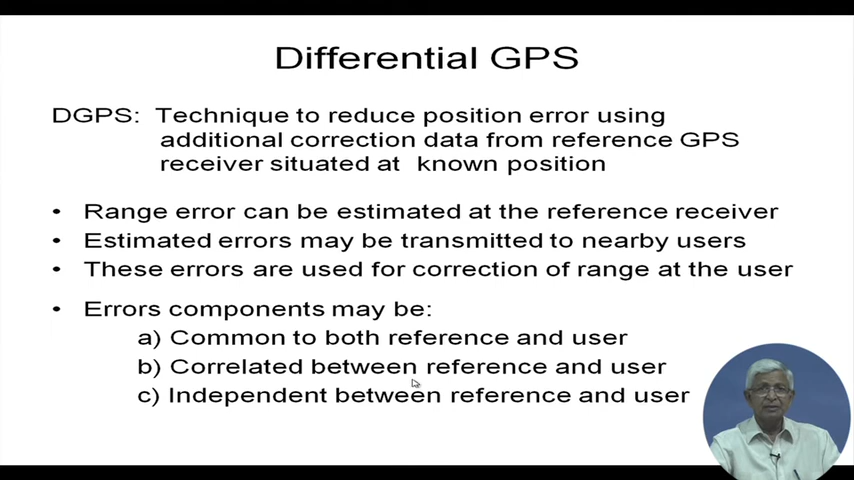 Differential GPS
DGPS: Technique to reduce position error using
additional correction data from reference GPS
receiver situated at known position
• Range error can be estimated at the reference receiver
• Estimated errors may be transmitted to nearby users
• These errors are used for correction of range at the user
• Errors components may be:
a) Common to both reference and user
b) Correlated between reference and user
c) Independent between reference and user